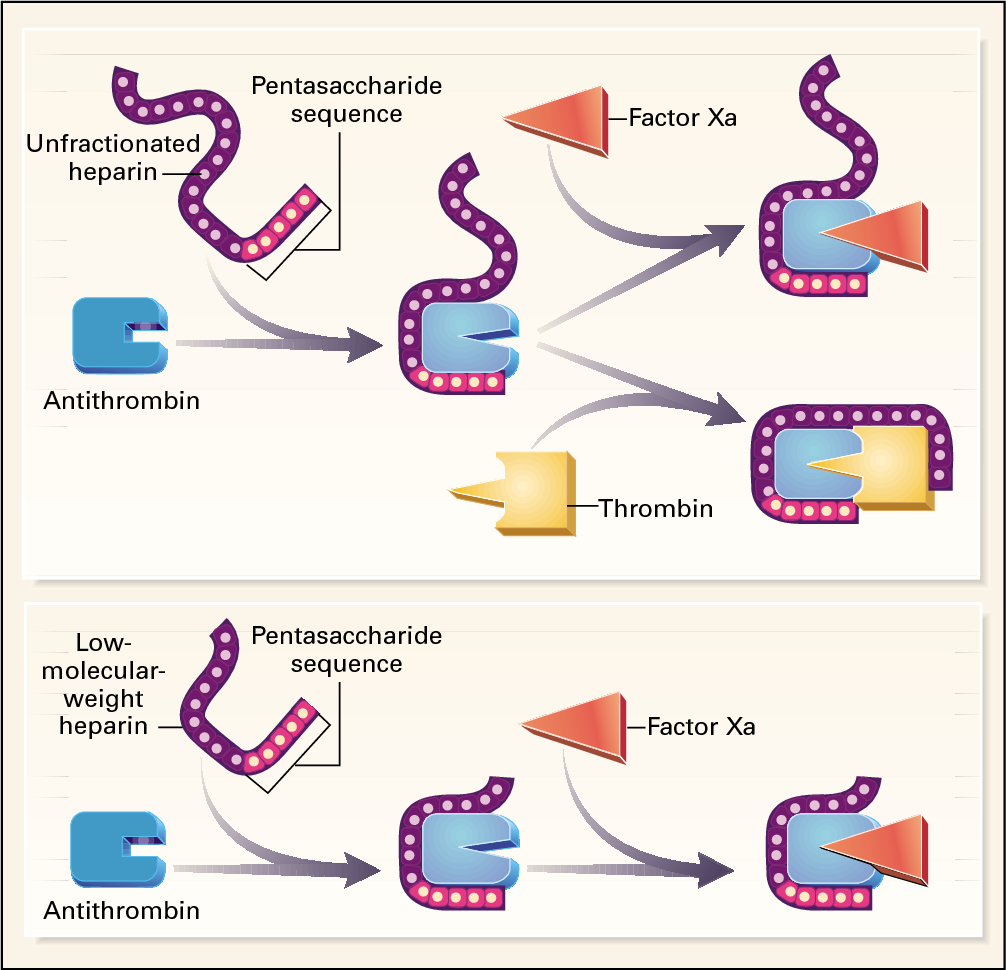 Pentasaccharide
sequence
Factor Xa
Unfractionated
heparin
Antithrombin
Thrombin
Low-
molecular-
weight
heparin
Pentasaccharide
sequence
Factor Xa
Antithrombin